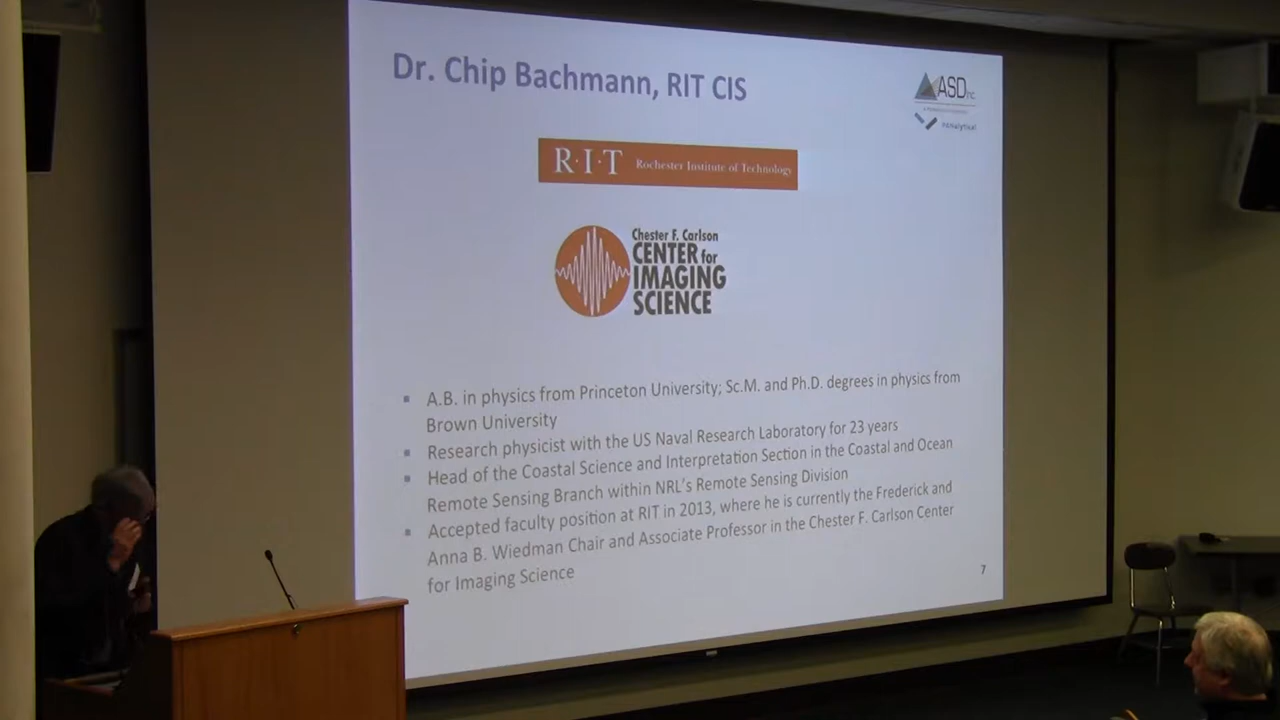 Dr. Chip Bachmann, RIT CIS
ASD inc.
PANalytical
R·I·T Rochester Institute of Technology
Chester F. Carlson
CENTER for
IMAGING
SCIENCE
A.B. in physics from Princeton University; Sc.M. and Ph.D. degrees in physics from
Brown University
Research physicist with the US Naval Research Laboratory for 23 years
Head of the Coastal Science and Interpretation Section in the Coastal and Ocean
Remote Sensing Branch within NRL's Remote Sensing Division
Accepted faculty position at RIT in 2013, where he is currently the Frederick and
Anna B. Wiedman Chair and Associate Professor in the Chester F. Carlson Center
for Imaging Science
7